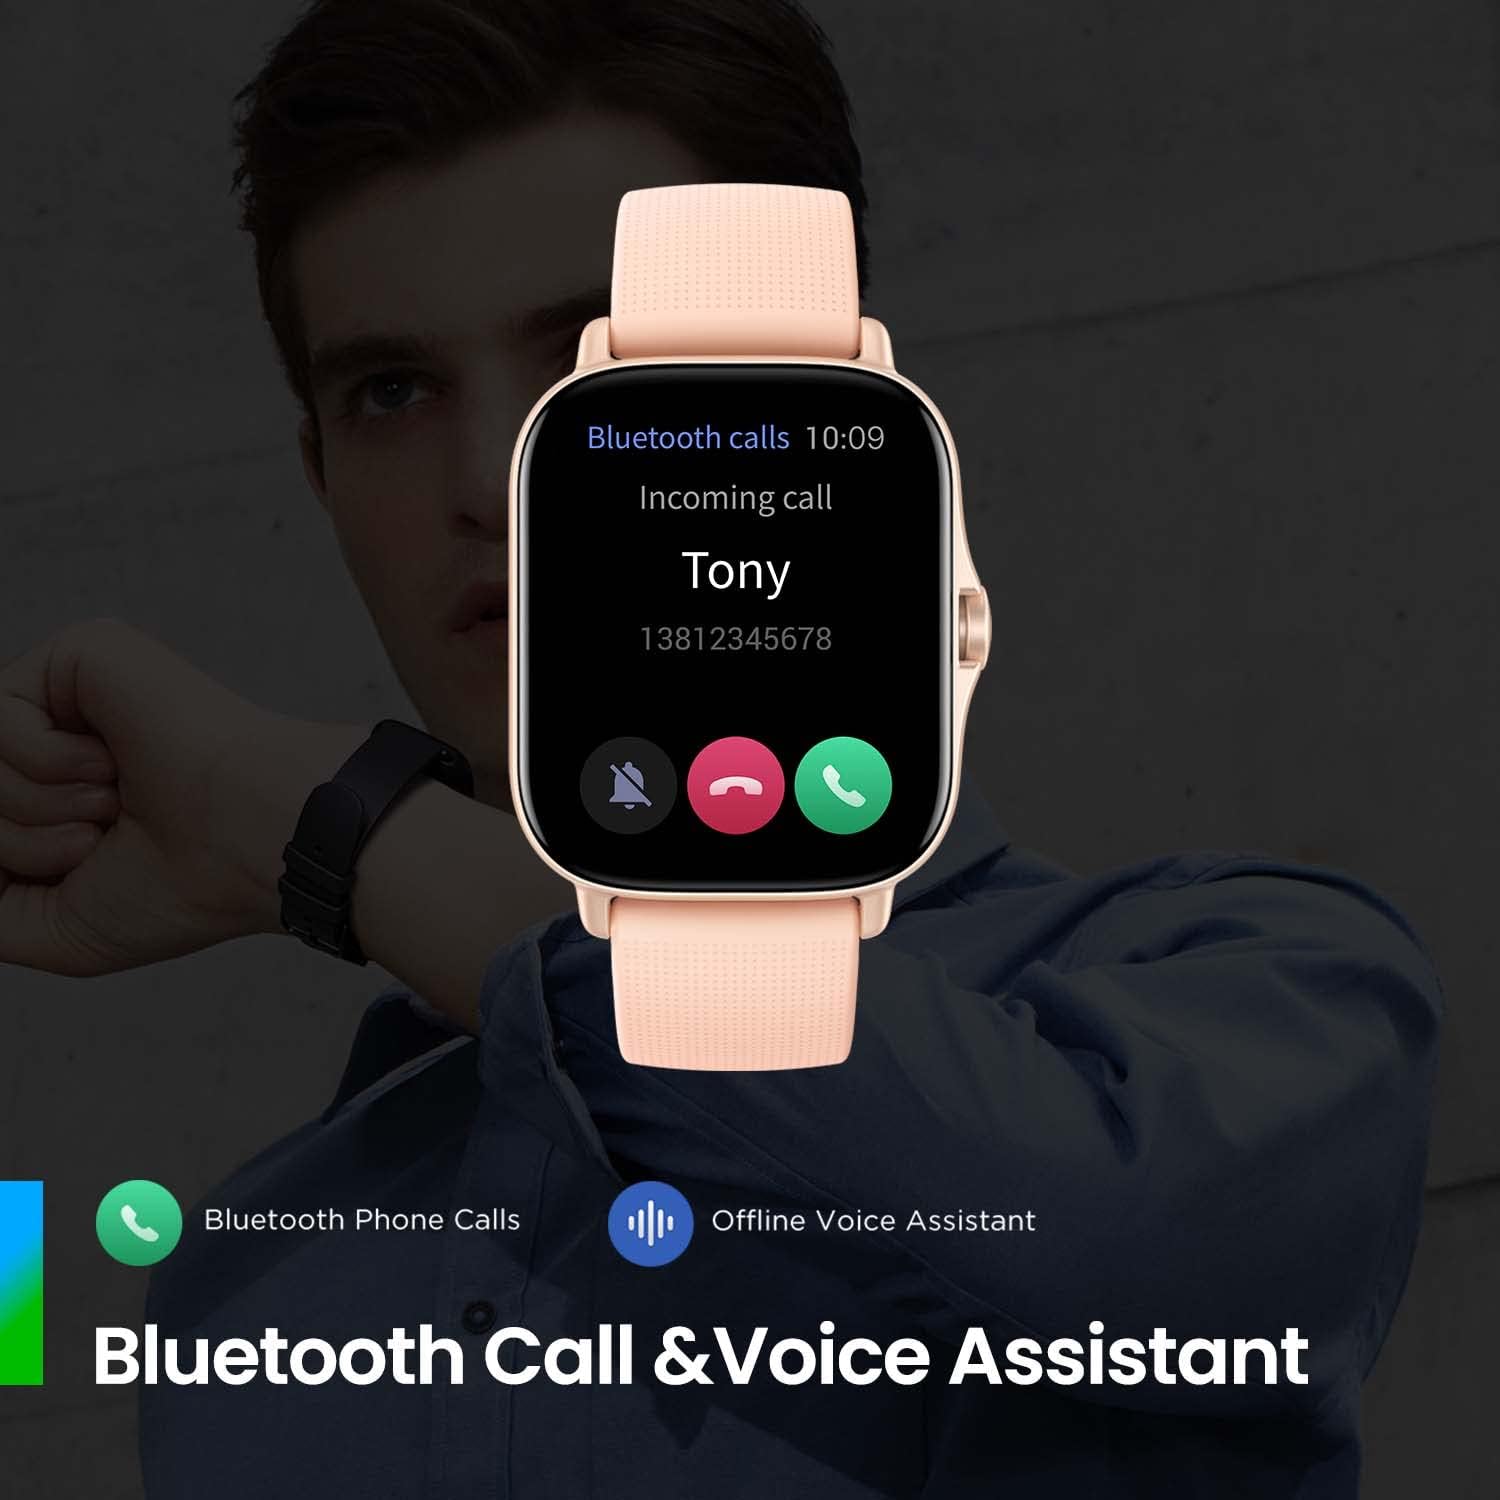 Bluetooth calls 10:09
Incoming call
Tony
13812345678
Bluetooth Phone Calls
Offline Voice Assistant
Bluetooth Call &Voice Assistant